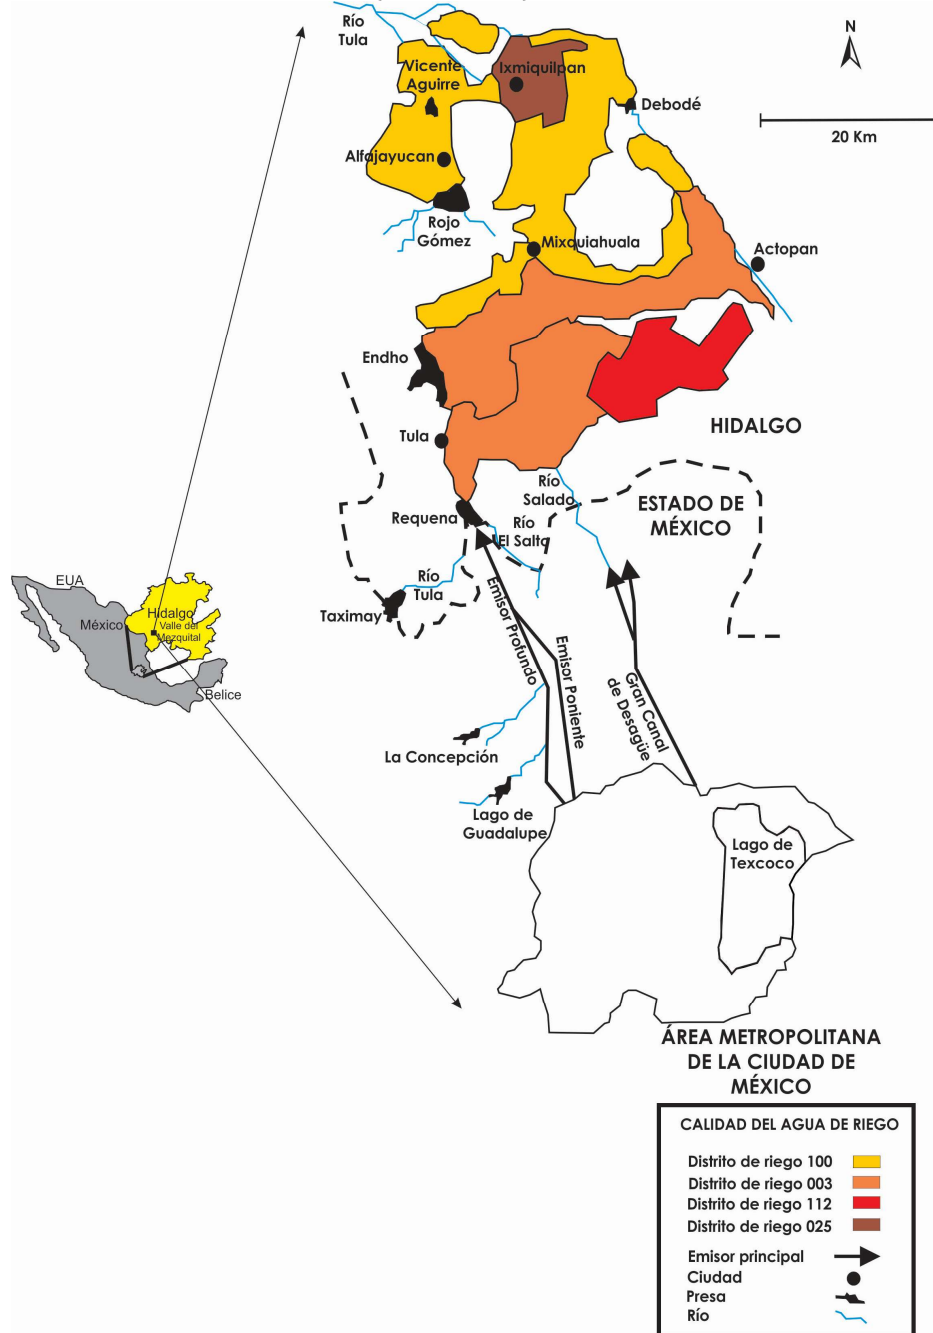 Río
Tula
N
Vicente
Aguirre
Ixmiquilpan
Debodé
20 Km
Alfajayucan
Rojo
Gómez
Mixquiahuala
Actopan
Endho
HIDALGO
Tula
Río
Salado
ESTADO DE
MÉXICO
Requena
Río
El Salto
EUA
Río
Tula
Taximay
México
Hidalgo
Valle del
Mezquital
Belice
Emisor Profundo
Emisor Poniente
Gran Canal
de Desagüe
La Concepción
Lago de
Guadalupe
Lago de
Texcoco
ÁREA METROPOLITANA
DE LA CIUDAD DE
MÉXICO
CALIDAD DEL AGUA DE RIEGO
Distrito de riego 100
Distrito de riego 003
Distrito de riego 112
Distrito de riego 025
Emisor principal
Ciudad
Presa
Río